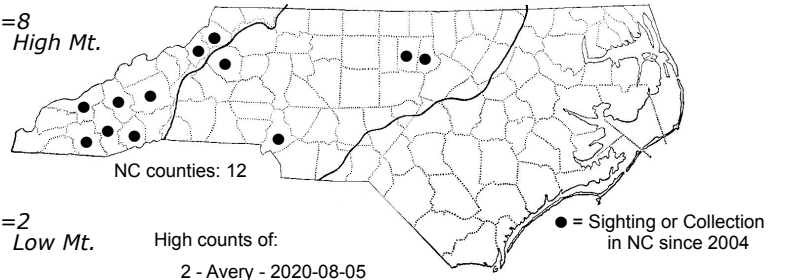 =8
High Mt.
NC counties: 12
=2
Low Mt.
High counts of:
2 - Avery - 2020-08-05
● = Sighting or Collection
in NC since 2004